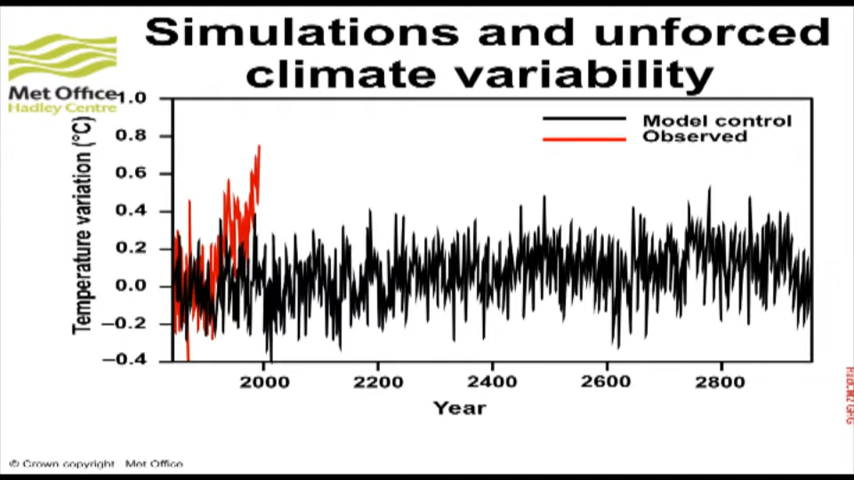 Simulations and unforced
climate variability
Met Office
Hadley Centre
1.0
0.8
0.6
0.4
0.2
0.0
−0.2
−0.4
Temperature variation (°C)
Model control
Observed
2000 2200 2400 2600 2800
Year
© Crown copyright Met Office